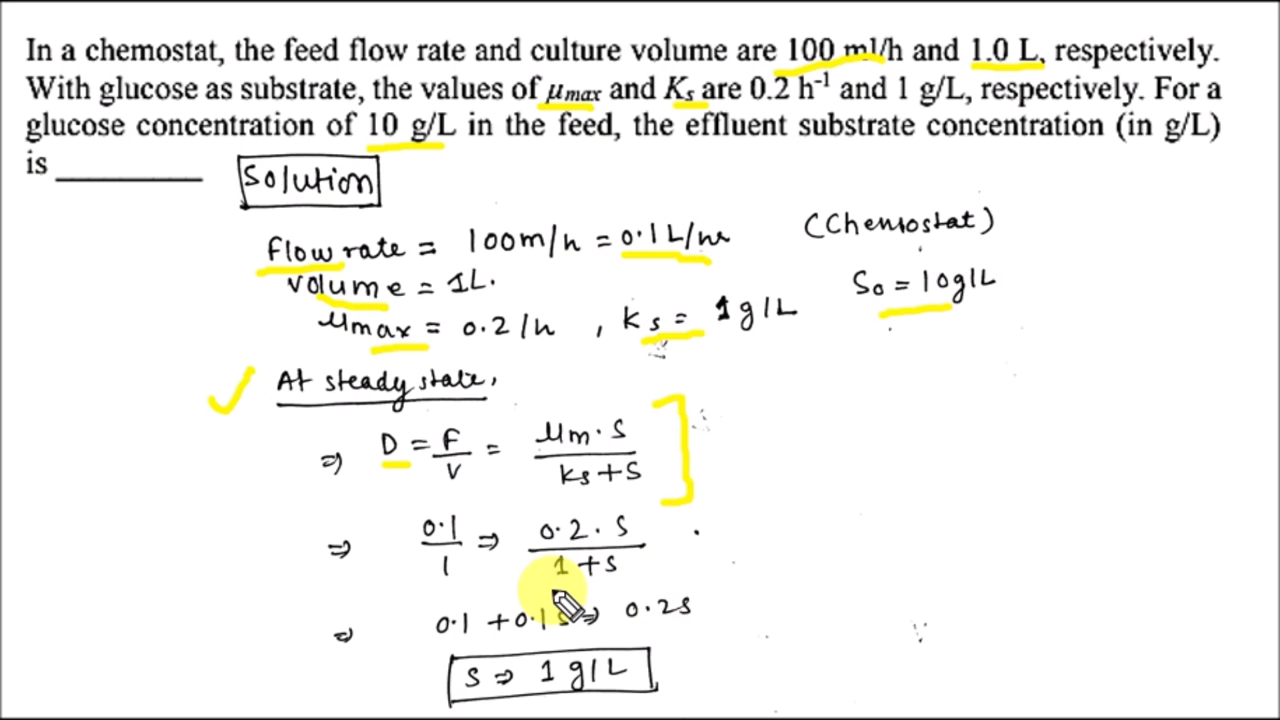 In a chemostat, the feed flow rate and culture volume are 100 ml/h and 1.0 L, respectively.
With glucose as substrate, the values of μmax and Ks are 0.2 h⁻¹ and 1 g/L, respectively. For a
glucose concentration of 10 g/L in the feed, the effluent substrate concentration (in g/L)
is __________
Solution
flow rate = 100m/h = 0.1 L/hr
(Chemostat)
volume = 1L.
S₀ = 10g/L
μmax = 0.2/h , Ks = 1g/L
At steady state,
⇒ D = F/V = μm·S / Ks+S
⇒ 0.1/1 ⇒ 0.2·S / 1+S
⇒ 0.1 + 0.1S ⇒ 0.2S
S ⇒ 1 g/L